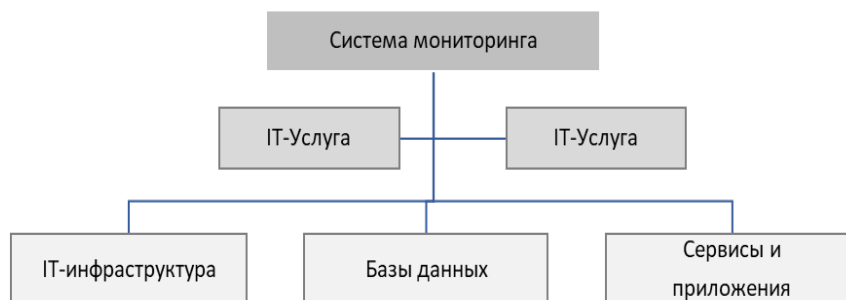 Система мониторинга
IT-Услуга
IT-Услуга
IT-инфраструктура
Базы данных
Сервисы и
приложения